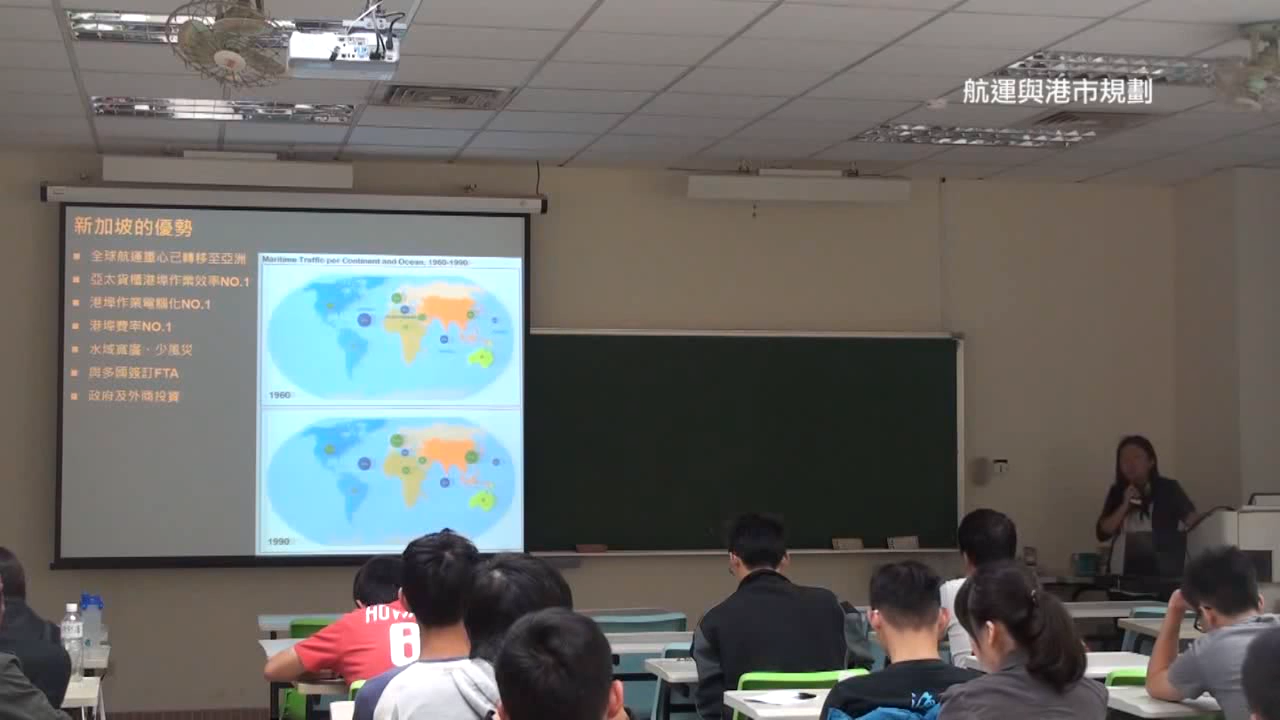 航運與港市規劃
新加坡的優勢
全球航運重心已轉移至亞洲
亞太貨櫃港埠作業效率NO.1
港埠作業電腦化NO.1
港埠費率NO.1
水域寬廣、少風災
與多國簽訂FTA
政府及外商投資
Maritime Traffic per Continent and Ocean, 1960-1990
1960
1990
8